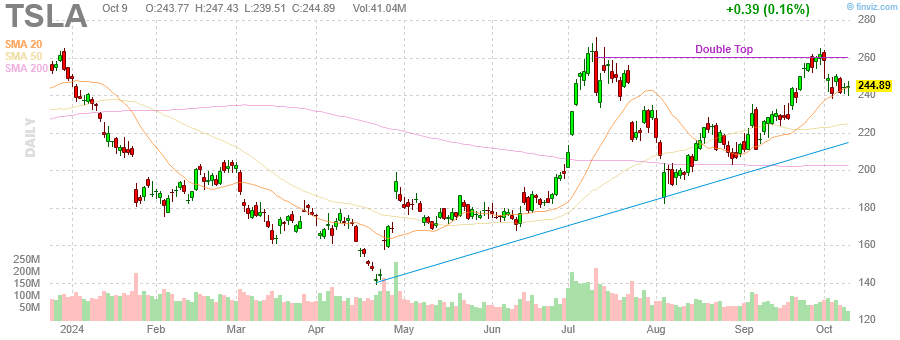 TSLA
Oct 9 O:243.77 H:247.43 L:239.51 C:244.89 Vol:41.04M +0.39 (0.16%)
© finviz.com
SMA 20
SMA 50
SMA 200
Double Top
DAILY
280
260
244.89
240
220
200
180
160
140
120
250M
200M
150M
100M
50M
2024 Feb Mar Apr May Jun Jul Aug Sep Oct